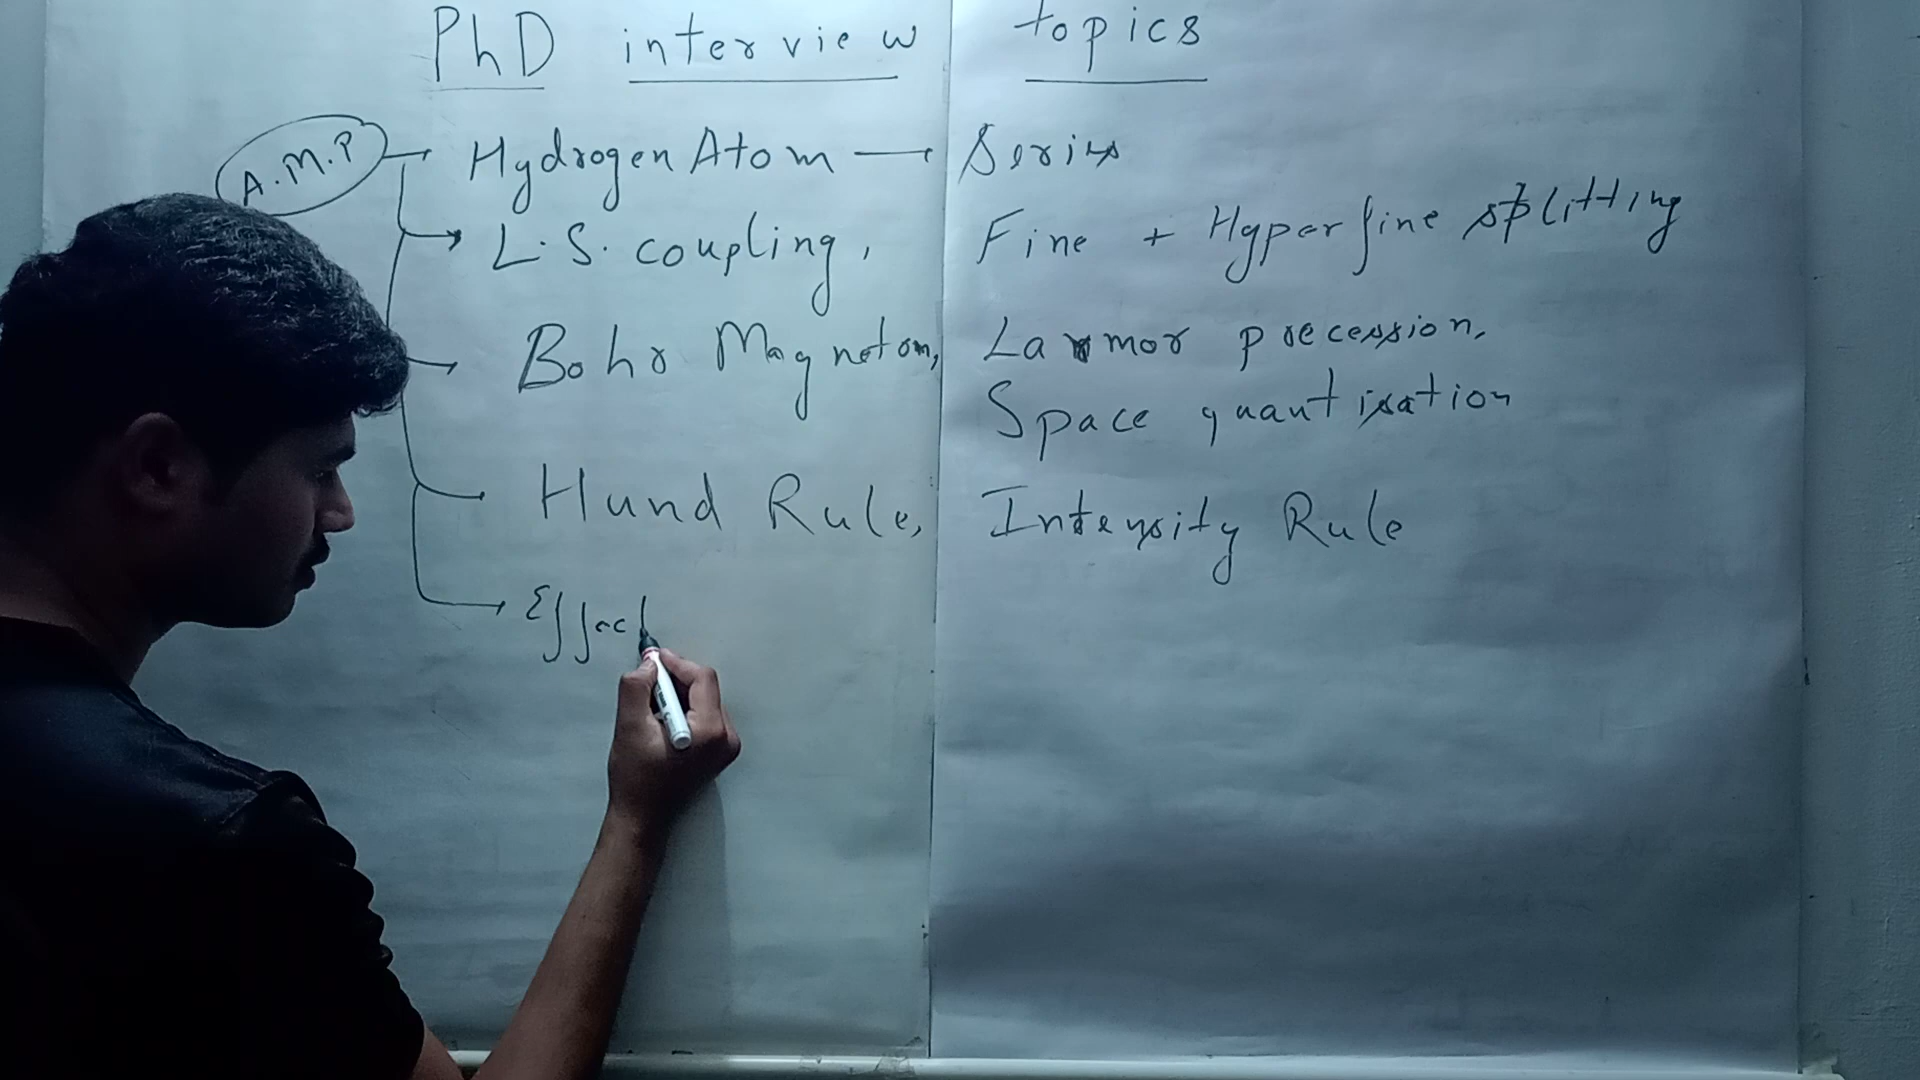 PhD interview topics
A.M.P → Hydrogen Atom → Series
→ L.S. coupling, Fine + Hyperfine splitting
→ Bohr Magneton, Larmor precession,
Space quantisation
→ Hund Rule, Intensity Rule
→ Effect